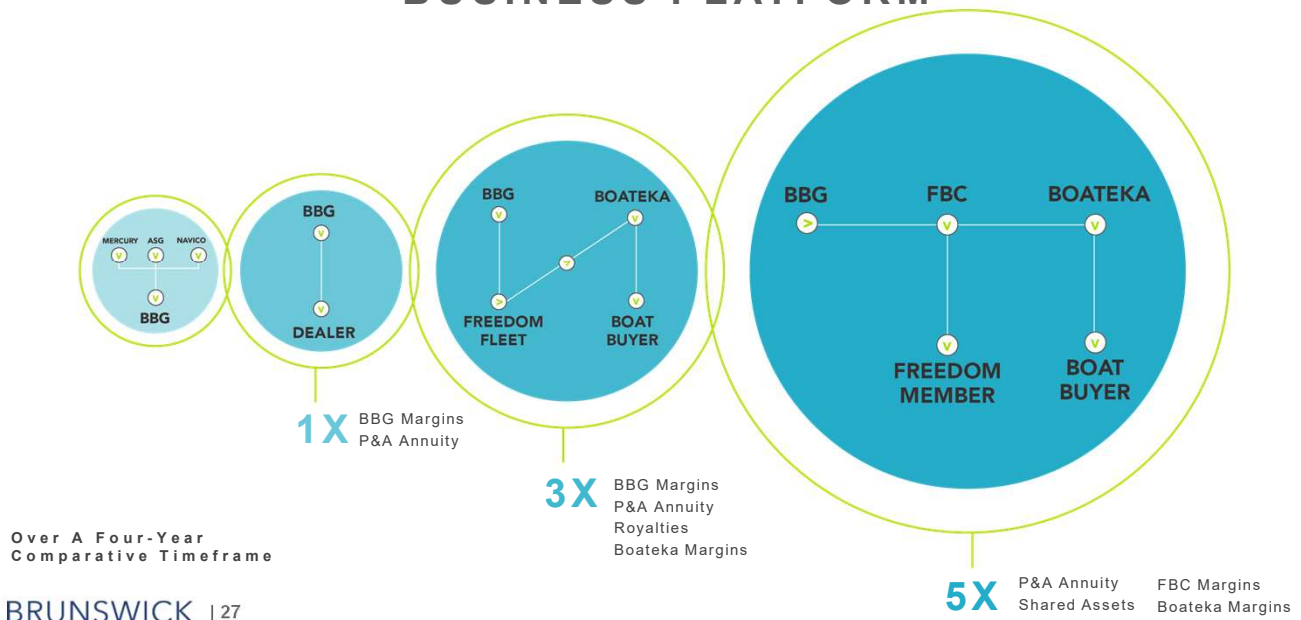 BUSINESS PLATFORM
MERCURY ASG NAVICO
BBG
BBG
DEALER
BBG
BOATEKA
FREEDOM
FLEET
BOAT
BUYER
BBG
FBC
BOATEKA
FREEDOM
MEMBER
BOAT
BUYER
1X
BBG Margins
P&A Annuity
3X
BBG Margins
P&A Annuity
Royalties
Boateka Margins
5X
P&A Annuity
Shared Assets
FBC Margins
Boateka Margins
Over A Four-Year
Comparative Timeframe
BRUNSWICK | 27